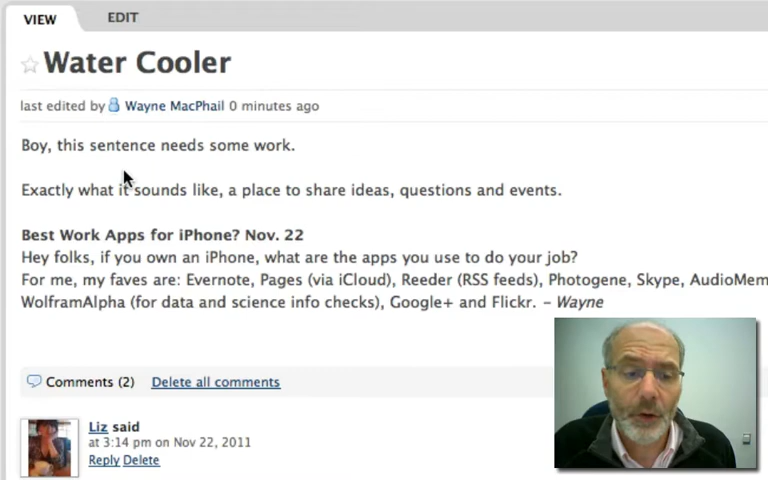 VIEW
EDIT
Water Cooler
last edited by Wayne MacPhail 0 minutes ago
Boy, this sentence needs some work.
Exactly what it sounds like, a place to share ideas, questions and events.
Best Work Apps for iPhone? Nov. 22
Hey folks, if you own an iPhone, what are the apps you use to do your job?
For me, my faves are: Evernote, Pages (via iCloud), Reeder (RSS feeds), Photogene, Skype, AudioMem
WolframAlpha (for data and science info checks), Google+ and Flickr. – Wayne
Comments (2) Delete all comments
Liz said
at 3:14 pm on Nov 22, 2011
Reply Delete